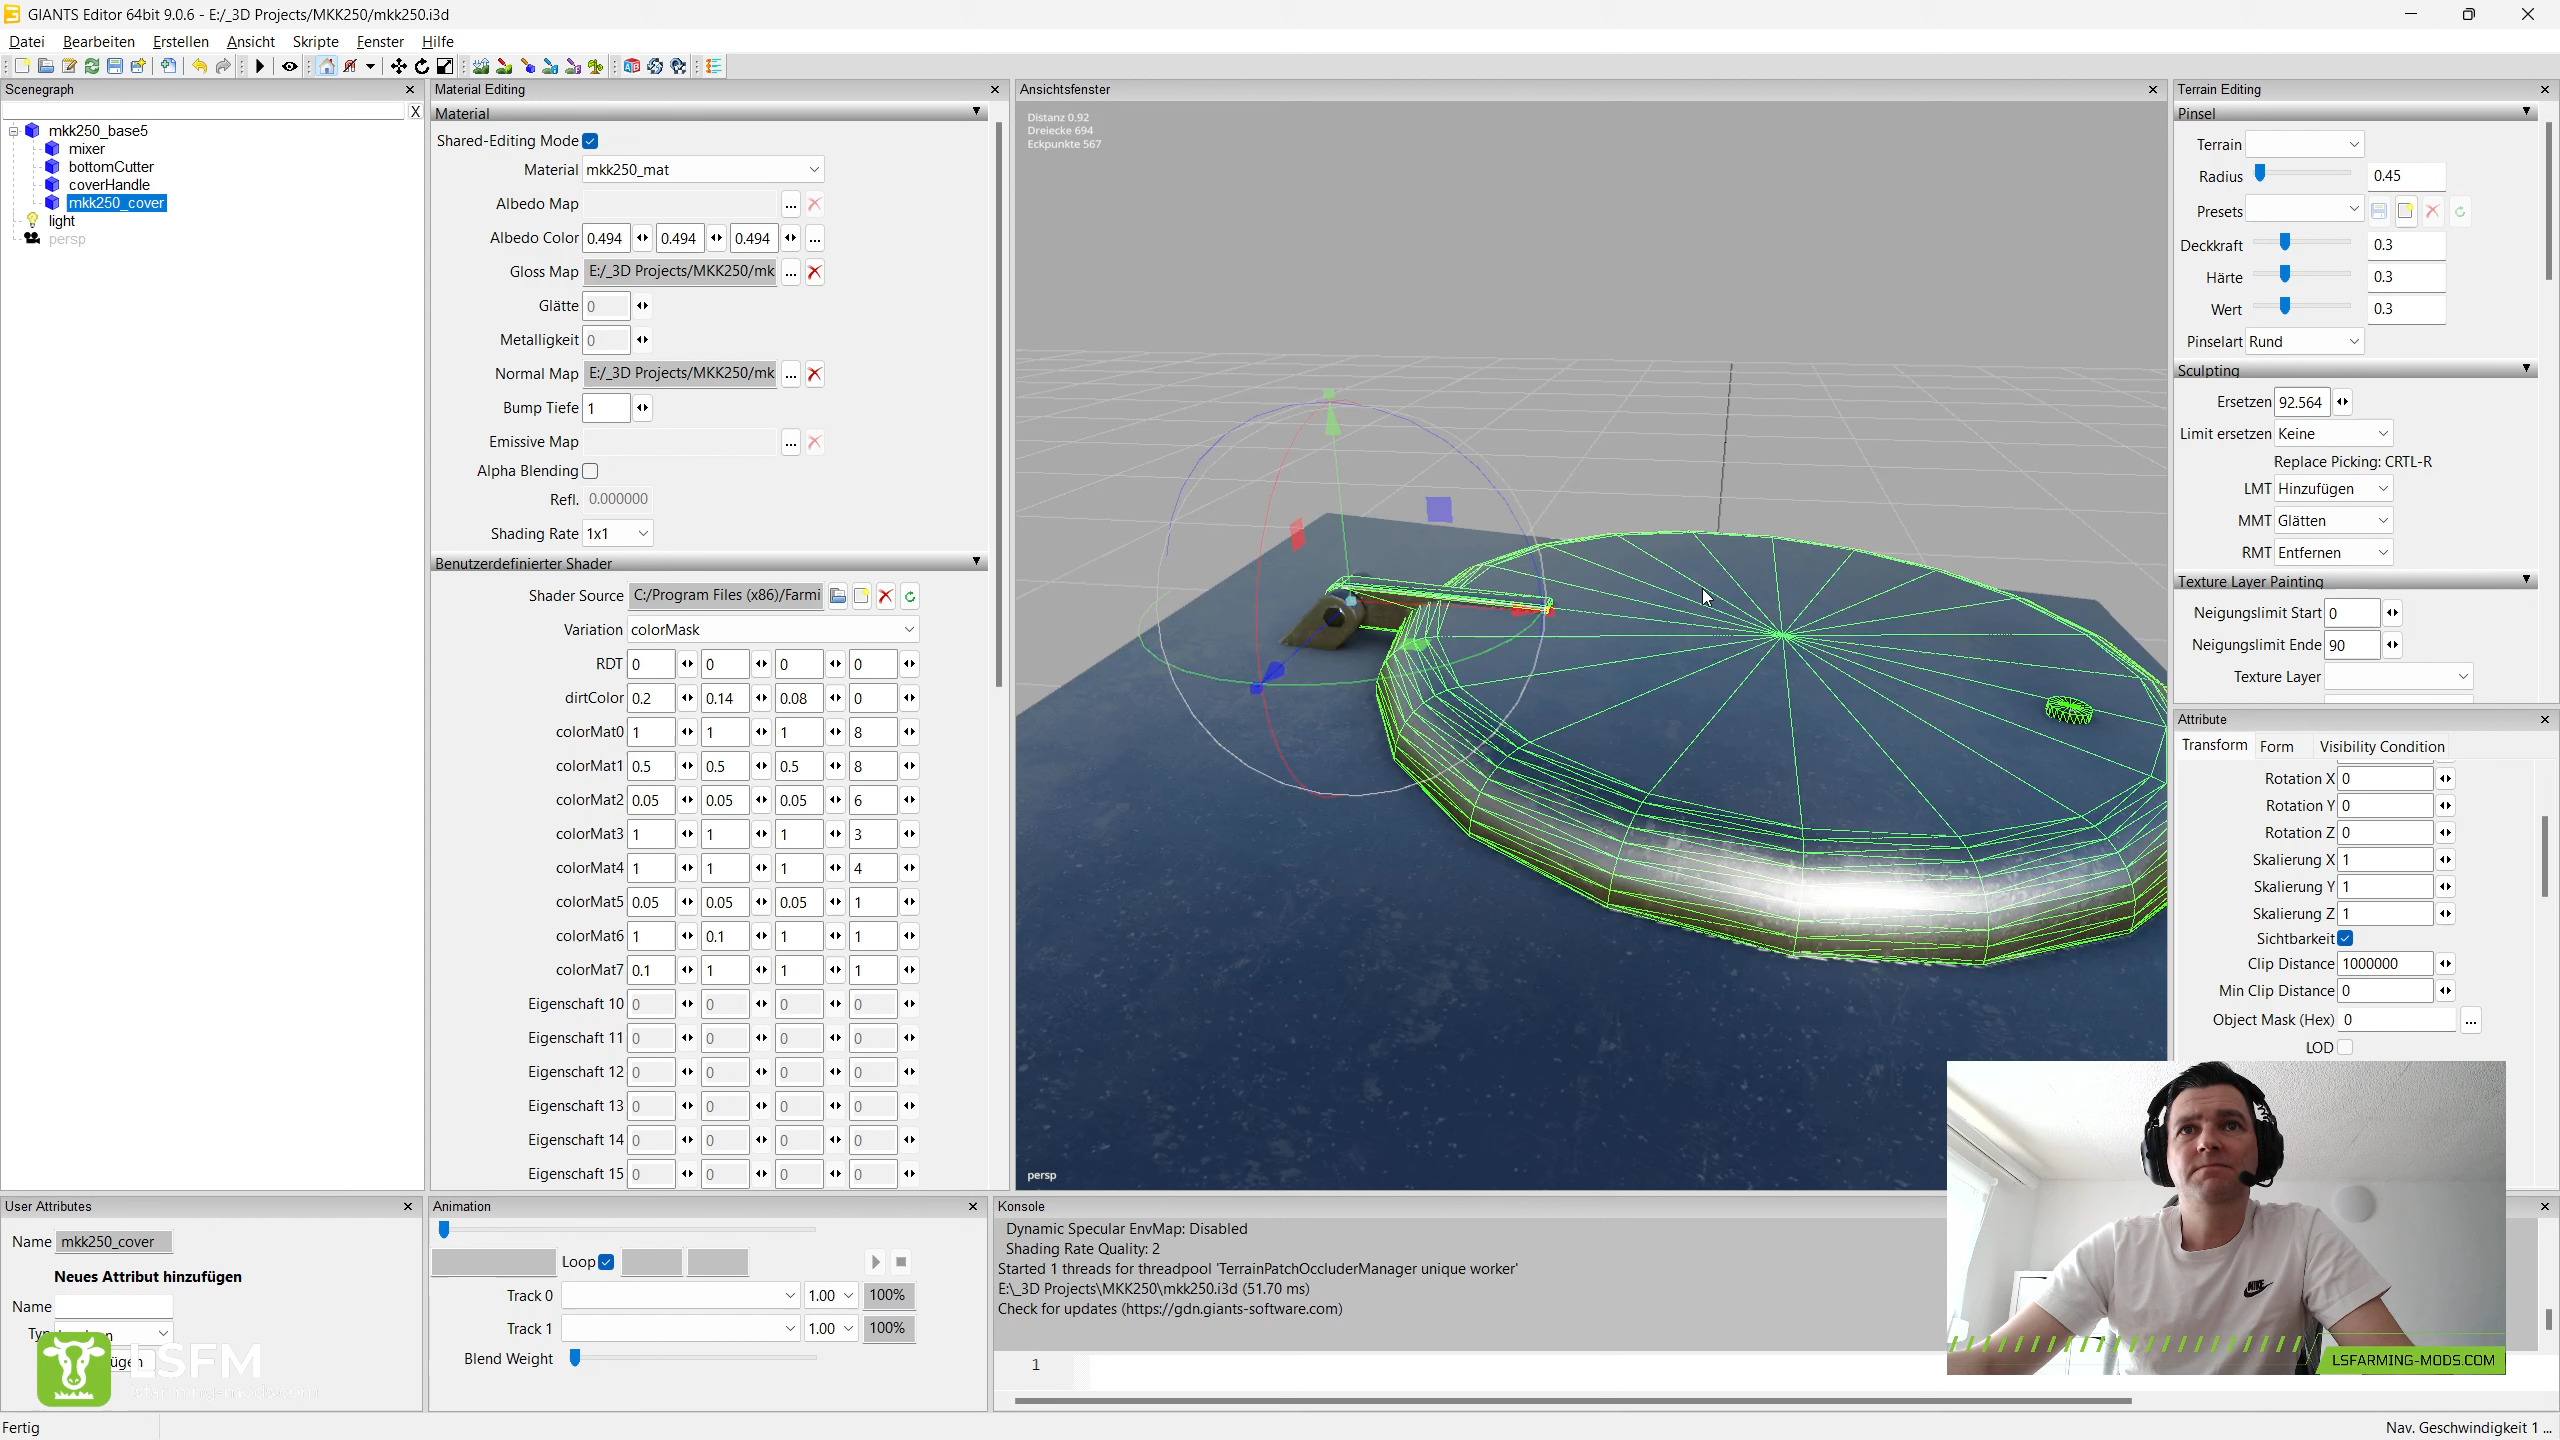 GIANTS Editor 64bit 9.0.6 - E:/_3D Projects/MKK250/mkk250.i3d
Datei Bearbeiten Erstellen Ansicht Skripte Fenster Hilfe
Scenegraph
X
mkk250_base5
mixer
bottomCutter
coverHandle
mkk250_cover
light
persp
Material Editing
Material
Shared-Editing Mode
Material mkk250_mat
Albedo Map ...
Albedo Color 0.494 0.494 0.494 ...
Gloss Map E:/_3D Projects/MKK250/mk ...
Glätte 0
Metalligkeit 0
Normal Map E:/_3D Projects/MKK250/mk ...
Bump Tiefe 1
Emissive Map ...
Alpha Blending
Refl. 0.000000
Shading Rate 1x1
Benutzerdefinierter Shader
Shader Source C:/Program Files (x86)/Farmi
Variation colorMask
RDT 0 0 0 0
dirtColor 0.2 0.14 0.08 0
colorMat0 1 1 1 8
colorMat1 0.5 0.5 0.5 8
colorMat2 0.05 0.05 0.05 6
colorMat3 1 1 1 3
colorMat4 1 1 1 4
colorMat5 0.05 0.05 0.05 1
colorMat6 1 0.1 1 1
colorMat7 0.1 1 1 1
Eigenschaft 10 0 0 0 0
Eigenschaft 11 0 0 0 0
Eigenschaft 12 0 0 0 0
Eigenschaft 13 0 0 0 0
Eigenschaft 14 0 0 0 0
Eigenschaft 15 0 0 0 0
Ansichtsfenster
Distanz 0.92
Dreiecke 694
Eckpunkte 567
persp
Terrain Editing
Pinsel
Terrain
Radius 0.45
Presets
Deckkraft 0.3
Härte 0.3
Wert 0.3
Pinselart Rund
Sculpting
Ersetzen 92.564
Limit ersetzen Keine
Replace Picking: CRTL-R
LMT Hinzufügen
MMT Glätten
RMT Entfernen
Texture Layer Painting
Neigungslimit Start 0
Neigungslimit Ende 90
Texture Layer
Attribute
Transform Form Visibility Condition
Rotation X 0
Rotation Y 0
Rotation Z 0
Skalierung X 1
Skalierung Y 1
Skalierung Z 1
Sichtbarkeit
Clip Distance 1000000
Min Clip Distance 0
Object Mask (Hex) 0 ...
LOD
User Attributes
Name mkk250_cover
Neues Attribut hinzufügen
Name
LSFM
Animation
Loop
Track 0 1.00 100%
Track 1 1.00 100%
Blend Weight
Konsole
Dynamic Specular EnvMap: Disabled
Shading Rate Quality: 2
Started 1 threads for threadpool 'TerrainPatchOccluderManager unique worker'
E:\_3D Projects\MKK250\mkk250.i3d (51.70 ms)
Check for updates (https://gdn.giants-software.com)
1
NIKE
LSFARMING-MODS.COM
Fertig
Nav. Geschwindigkeit 1 ...